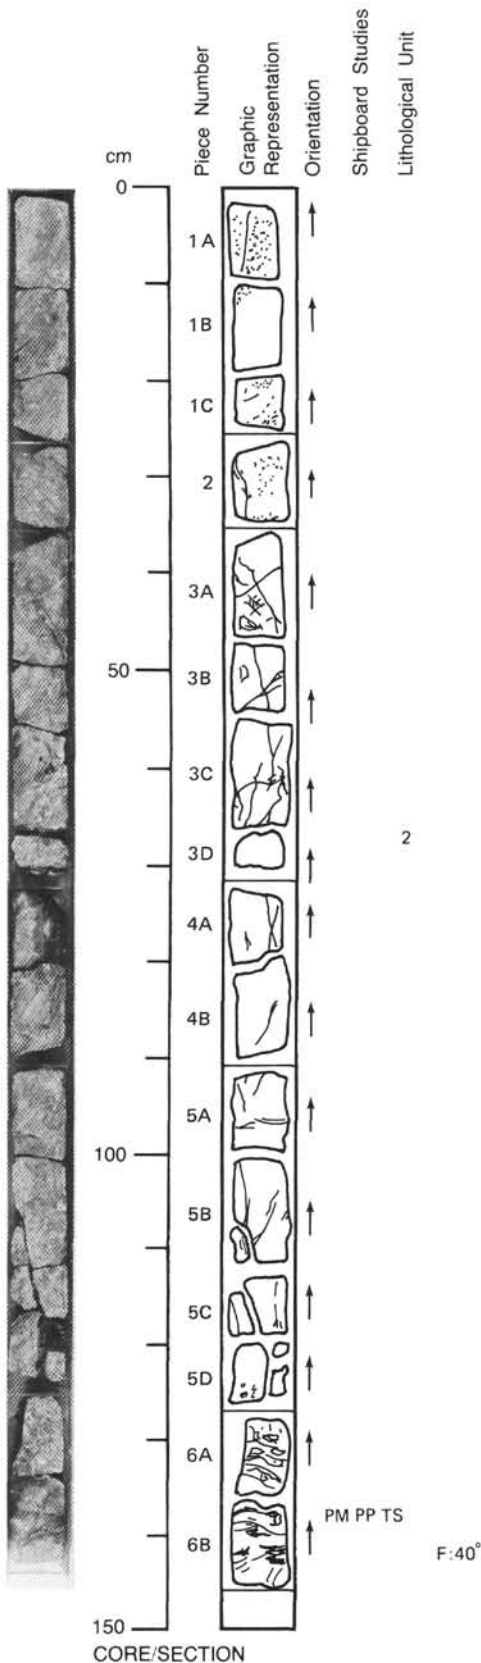 cm
Piece Number
Graphic Representation
Orientation
Shipboard Studies
Lithological Unit
0
1A
1B
1C
2
3A
50
3B
3C
3D
2
4A
4B
5A
100
5B
5C
5D
6A
PM PP TS
6B
F:40°
150
CORE/SECTION